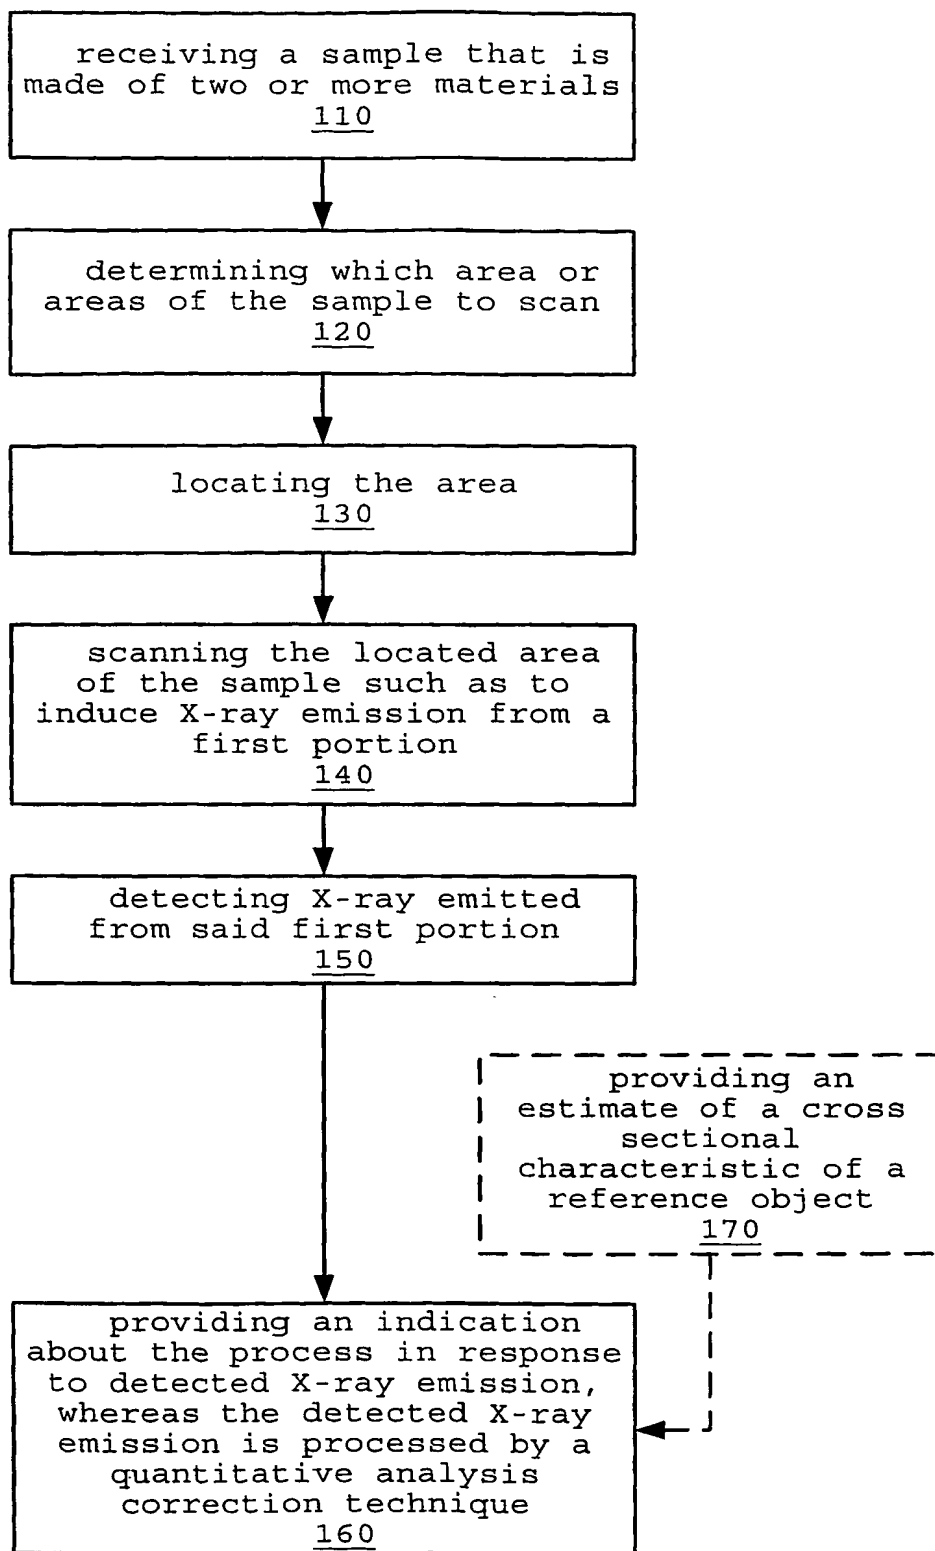 receiving a sample that is
made of two or more materials
110
determining which area or
areas of the sample to scan
120
locating the area
130
scanning the located area
of the sample such as to
induce X-ray emission from a
first portion
140
detecting X-ray emitted
from said first portion
150
providing an
estimate of a cross
sectional
characteristic of a
reference object
170
providing an indication
about the process in response
to detected X-ray emission,
whereas the detected X-ray
emission is processed by a
quantitative analysis
correction technique
160